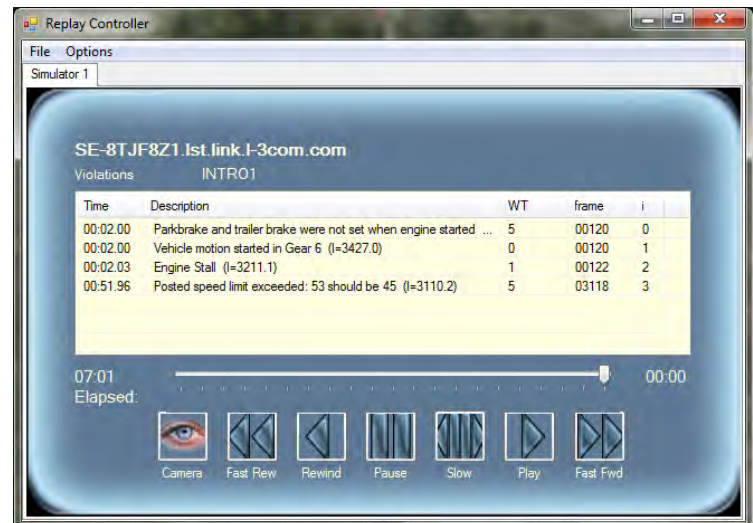 Replay Controller
File Options
Simulator 1
SE-8TJF8Z1.lst.link.l-3com.com
Violations INTRO1
Time Description WT frame i
00:02.00 Parkbrake and trailer brake were not set when engine started ... 5 00120 0
00:02.00 Vehicle motion started in Gear 6 (l=3427.0) 0 00120 1
00:02.03 Engine Stall (l=3211.1) 1 00122 2
00:51.96 Posted speed limit exceeded: 53 should be 45 (l=3110.2) 5 03118 3
07:01 00:00
Elapsed:
Camera Fast Rew Rewind Pause Slow Play Fast Fwd